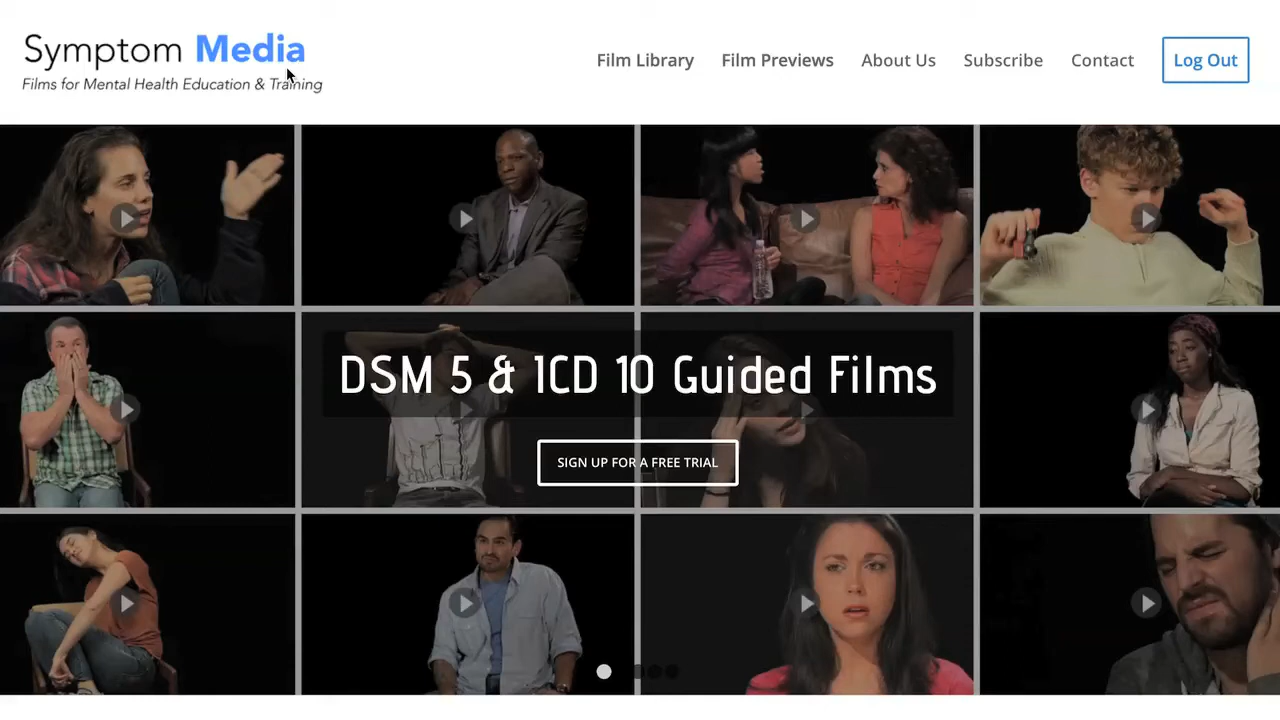 Symptom Media
Films for Mental Health Education & Training
Film Library
Film Previews
About Us
Subscribe
Contact
Log Out
DSM 5 & ICD 10 Guided Films
SIGN UP FOR A FREE TRIAL